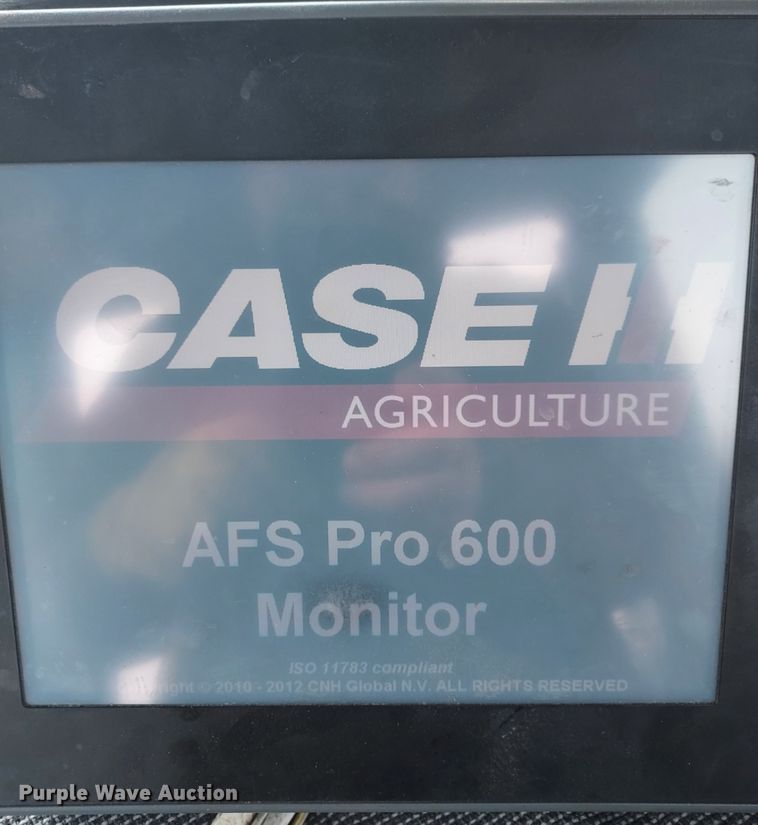 CASE IH
AGRICULTURE
AFS Pro 600
Monitor
ISO 11783 compliant
Copyright © 2010 - 2012 CNH Global N.V. ALL RIGHTS RESERVED
Purple Wave Auction